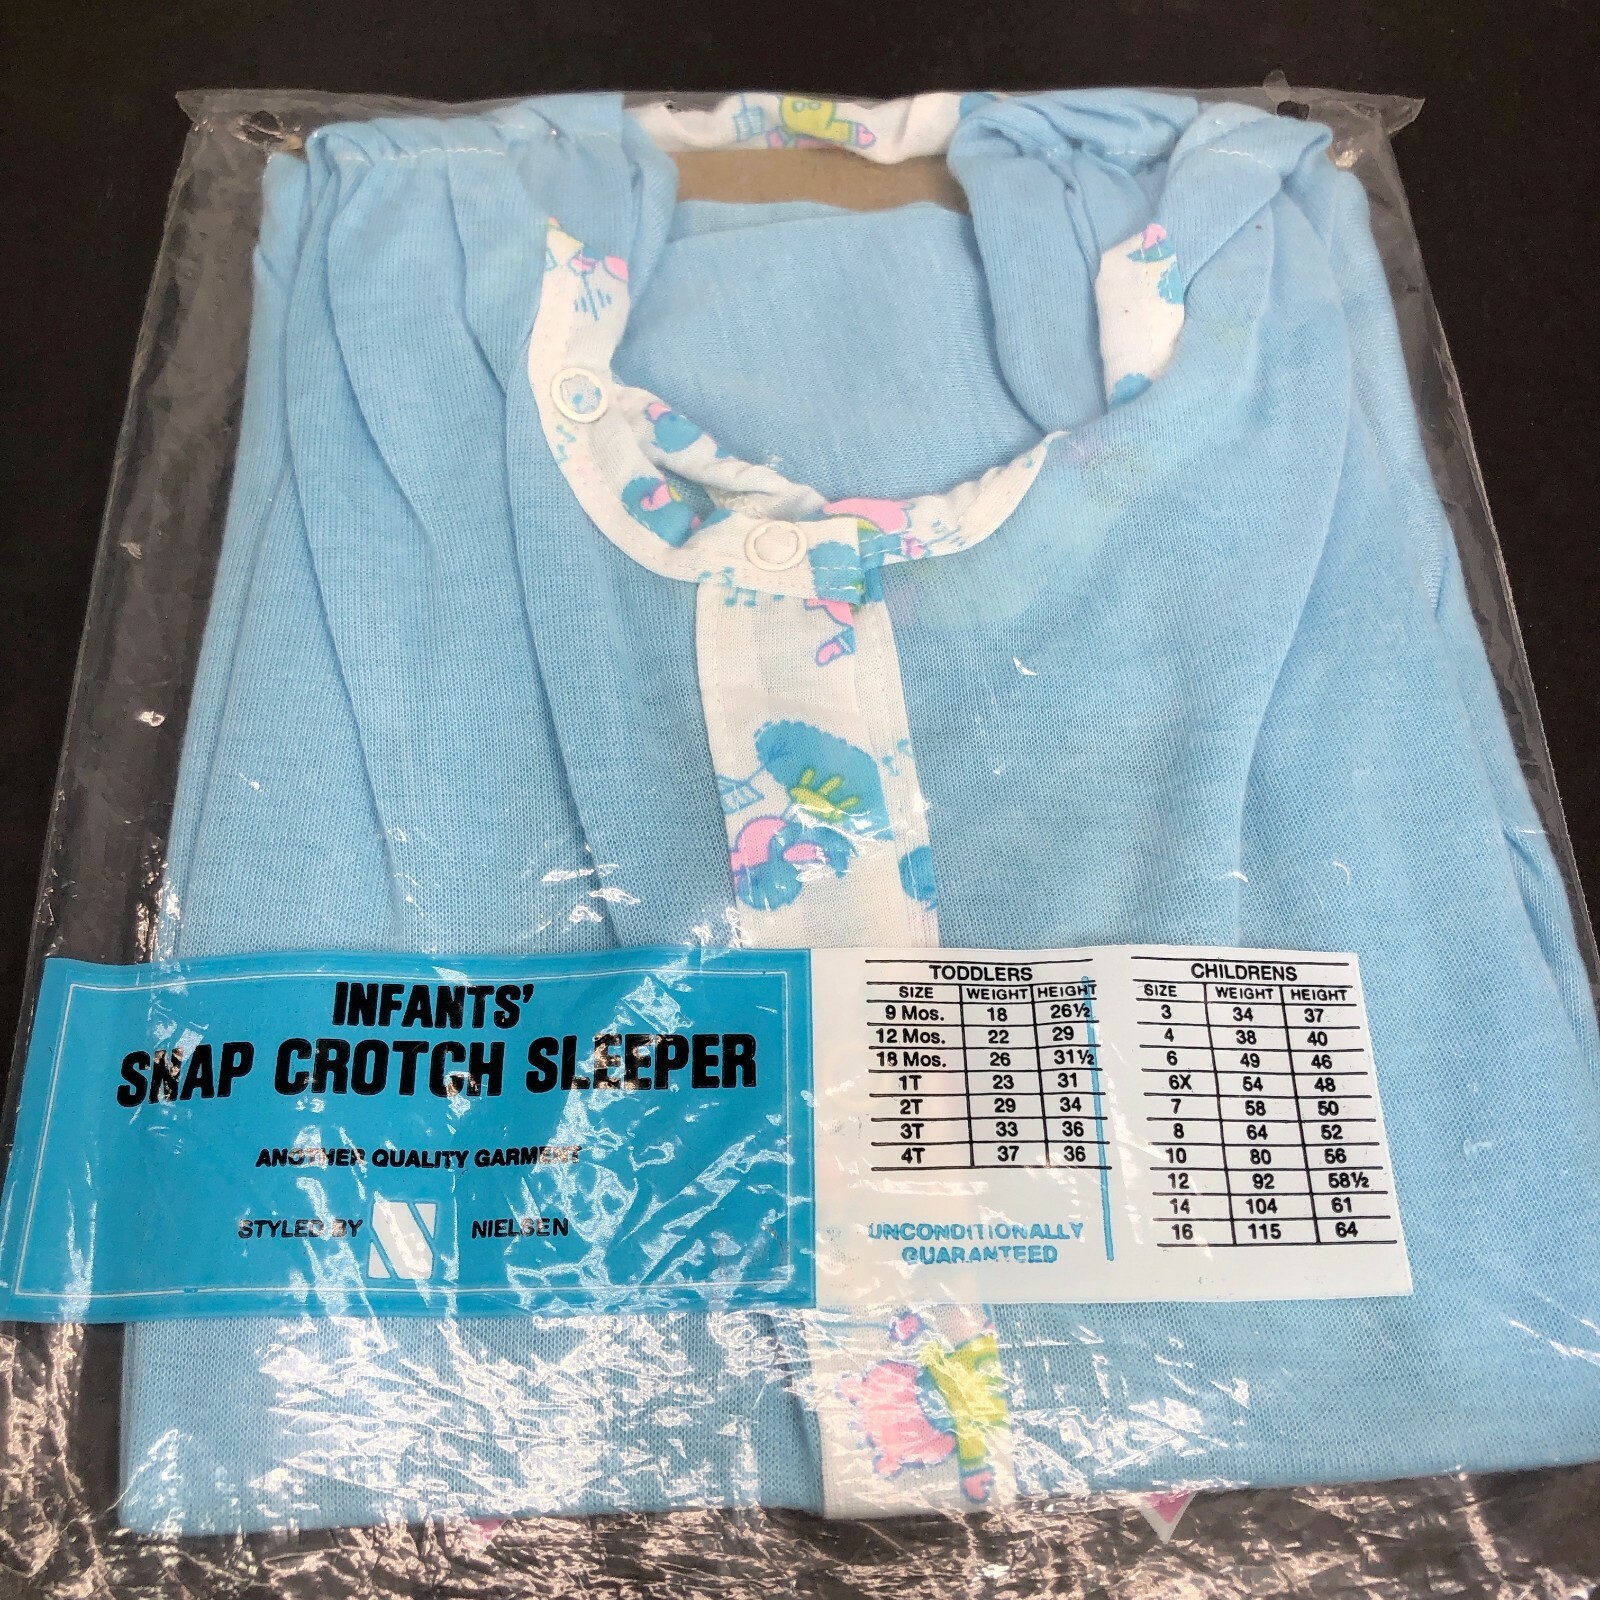 INFANTS'
SNAP CROTCH SLEEPER
ANOTHER QUALITY GARMENT
STYLED BY N NIELSEN
TODDLERS
SIZE WEIGHT HEIGHT
9 Mos. 18 26½
12 Mos. 22 29
18 Mos. 26 31½
1T 23 31
2T 29 34
3T 33 36
4T 37 36
UNCONDITIONALLY
GUARANTEED
CHILDRENS
SIZE WEIGHT HEIGHT
3 34 37
4 38 40
6 49 46
6X 54 48
7 58 50
8 64 52
10 80 56
12 92 58½
14 104 61
16 115 64